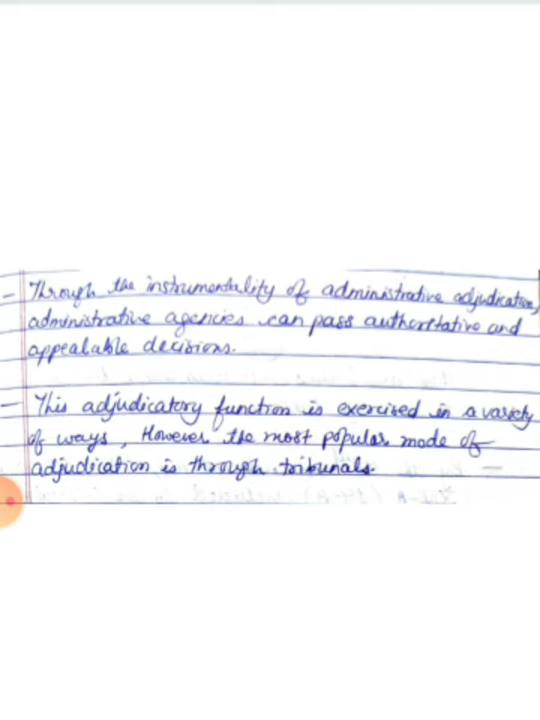 - Through the instrumentality of administrative adjudication,
administrative agencies can pass authoretative and
appealable decisions.
- This adjudicatory function is exercised in a variety
of ways, However the most popular mode of
adjudication is through tribunals.